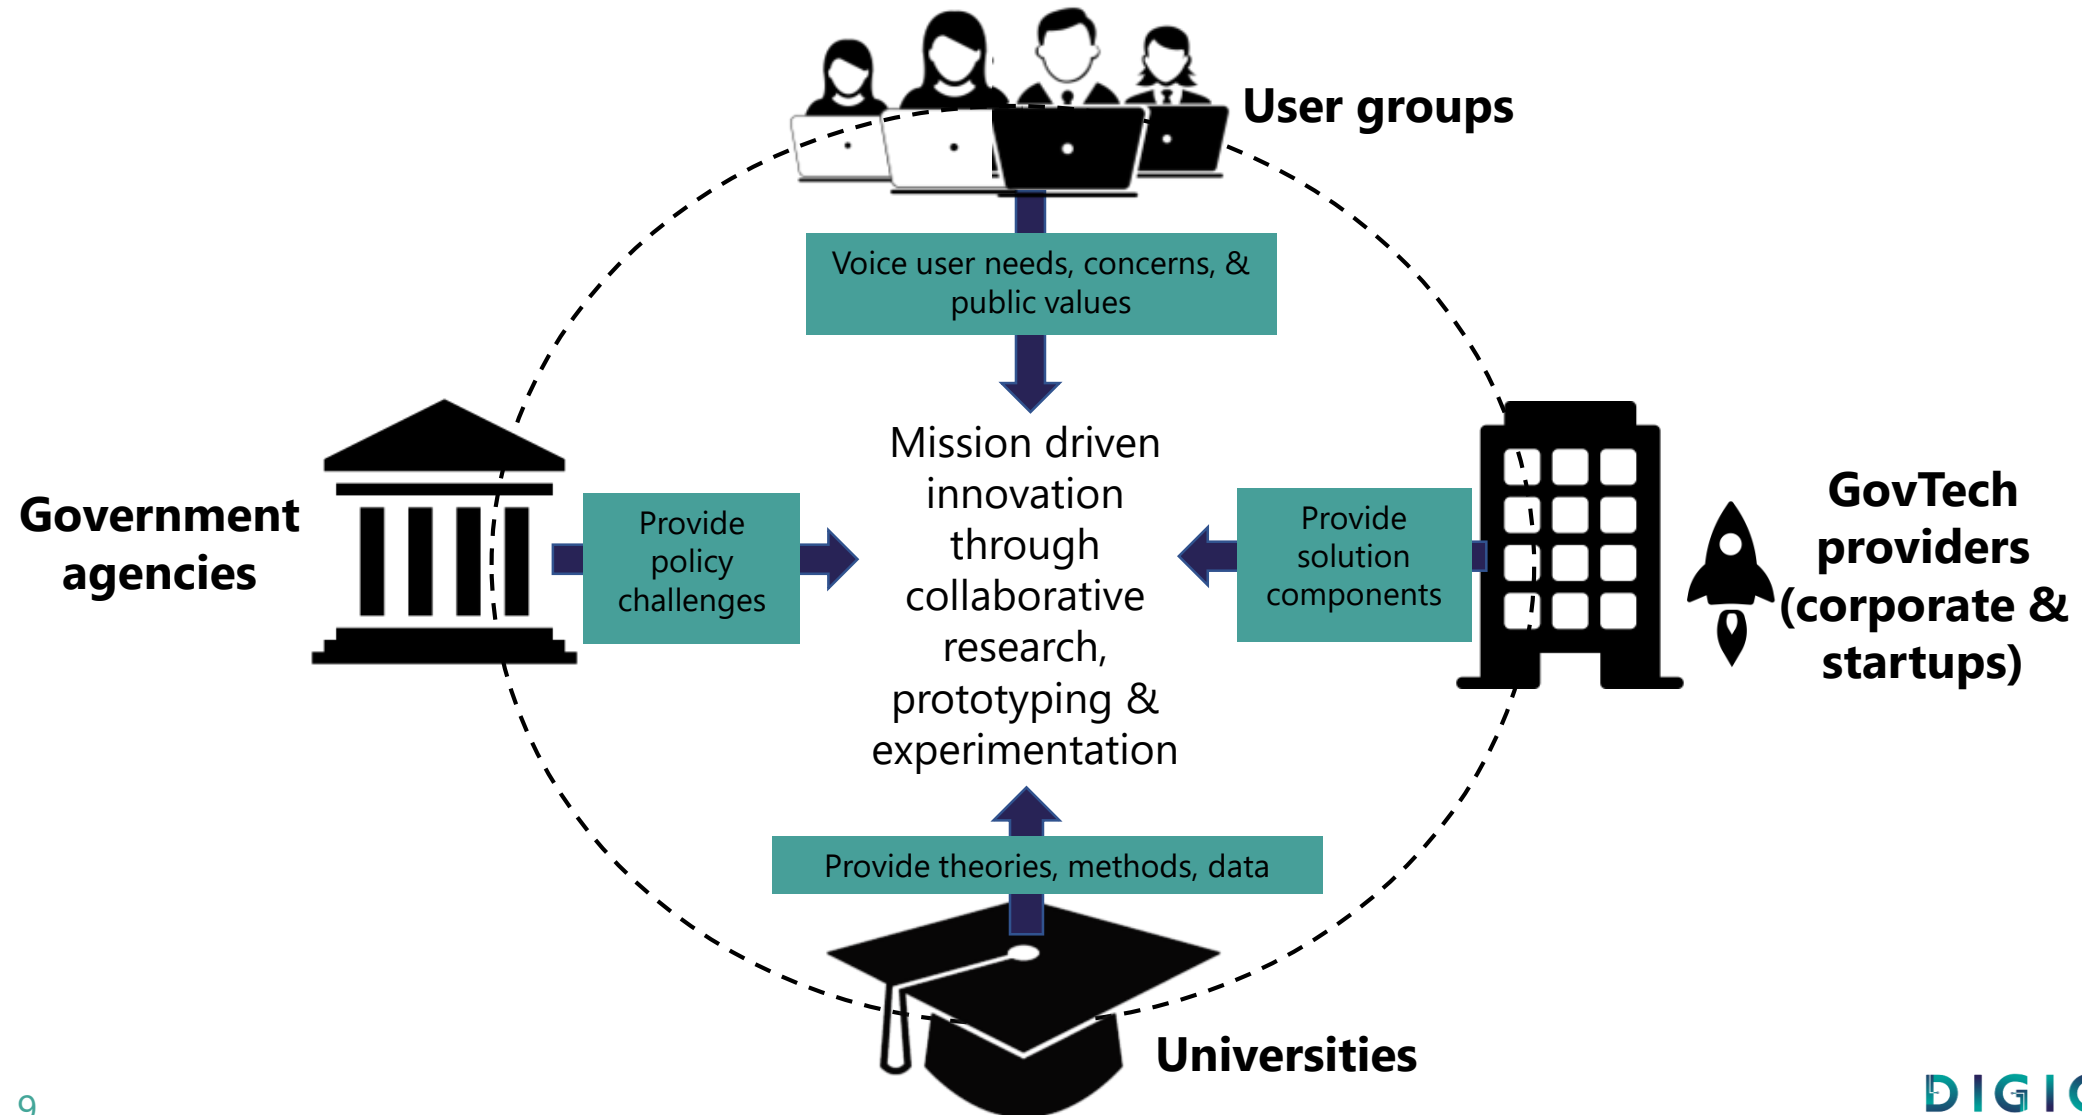 User groups
Voice user needs, concerns, &
public values
Government
agencies
Provide
policy
challenges
Mission driven
innovation
through
collaborative
research,
prototyping &
experimentation
Provide
solution
components
GovTech
providers
(corporate &
startups)
Provide theories, methods, data
Universities
9